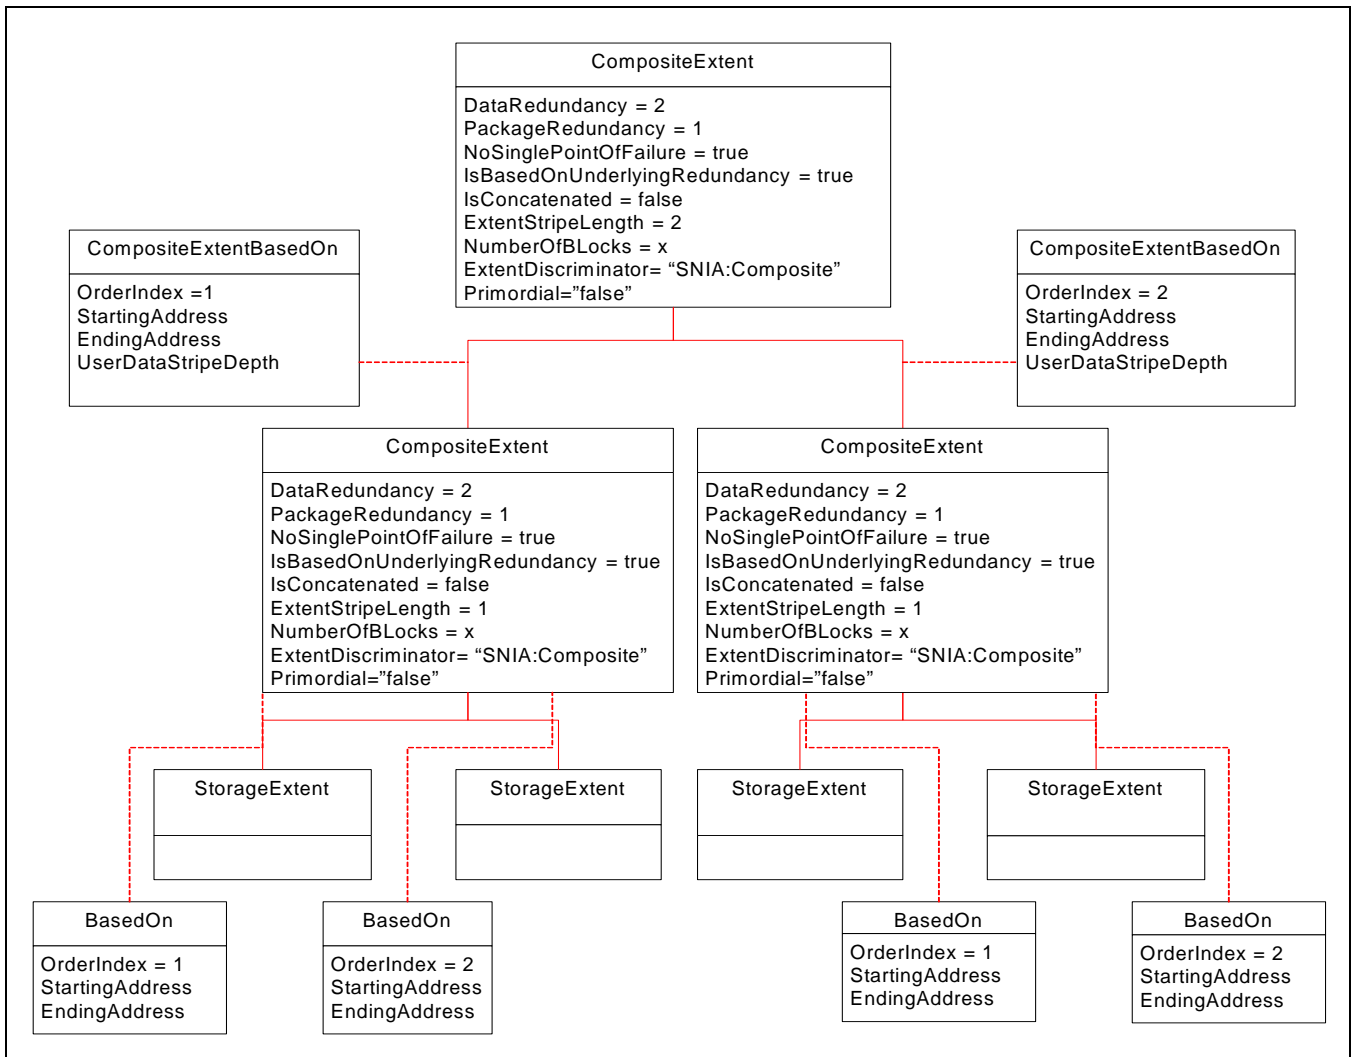 CompositeExtent
DataRedundancy = 2
PackageRedundancy = 1
NoSinglePointOfFailure = true
IsBasedOnUnderlyingRedundancy = true
IsConcatenated = false
ExtentStripeLength = 2
NumberOfBLocks = x
ExtentDiscriminator= “SNIA:Composite”
Primordial=”false”
CompositeExtentBasedOn
OrderIndex =1
StartingAddress
EndingAddress
UserDataStripeDepth
CompositeExtentBasedOn
OrderIndex = 2
StartingAddress
EndingAddress
UserDataStripeDepth
CompositeExtent
DataRedundancy = 2
PackageRedundancy = 1
NoSinglePointOfFailure = true
IsBasedOnUnderlyingRedundancy = true
IsConcatenated = false
ExtentStripeLength = 1
NumberOfBLocks = x
ExtentDiscriminator= “SNIA:Composite”
Primordial=”false”
CompositeExtent
DataRedundancy = 2
PackageRedundancy = 1
NoSinglePointOfFailure = true
IsBasedOnUnderlyingRedundancy = true
IsConcatenated = false
ExtentStripeLength = 1
NumberOfBLocks = x
ExtentDiscriminator= “SNIA:Composite”
Primordial=”false”
StorageExtent
StorageExtent
StorageExtent
StorageExtent
BasedOn
OrderIndex = 1
StartingAddress
EndingAddress
BasedOn
OrderIndex = 2
StartingAddress
EndingAddress
BasedOn
OrderIndex = 1
StartingAddress
EndingAddress
BasedOn
OrderIndex = 2
StartingAddress
EndingAddress